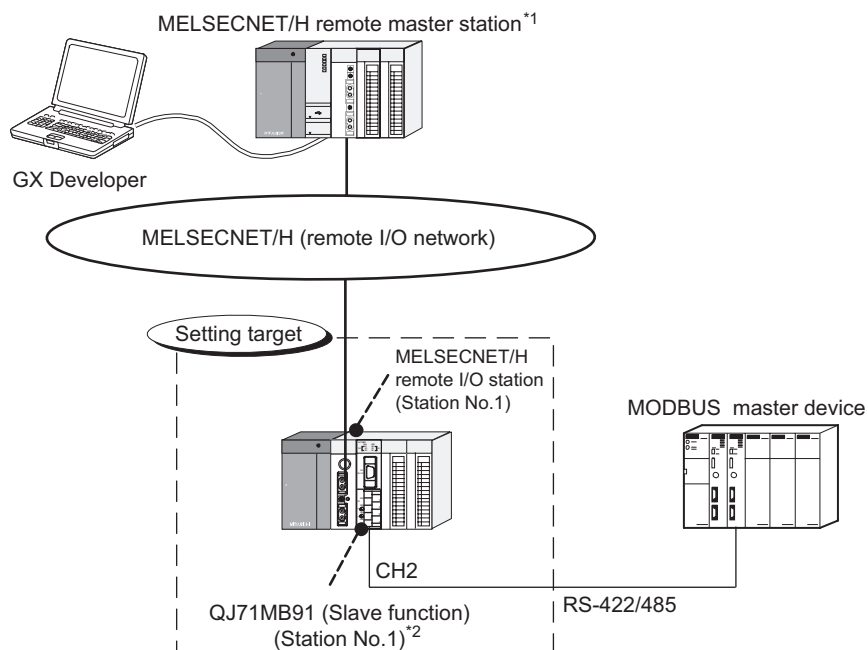 MELSECNET/H remote master station*1
GX Developer
MELSECNET/H (remote I/O network)
Setting target
MELSECNET/H
remote I/O station
(Station No.1)
MODBUS master device
CH2
RS-422/485
QJ71MB91 (Slave function)
(Station No.1)*2